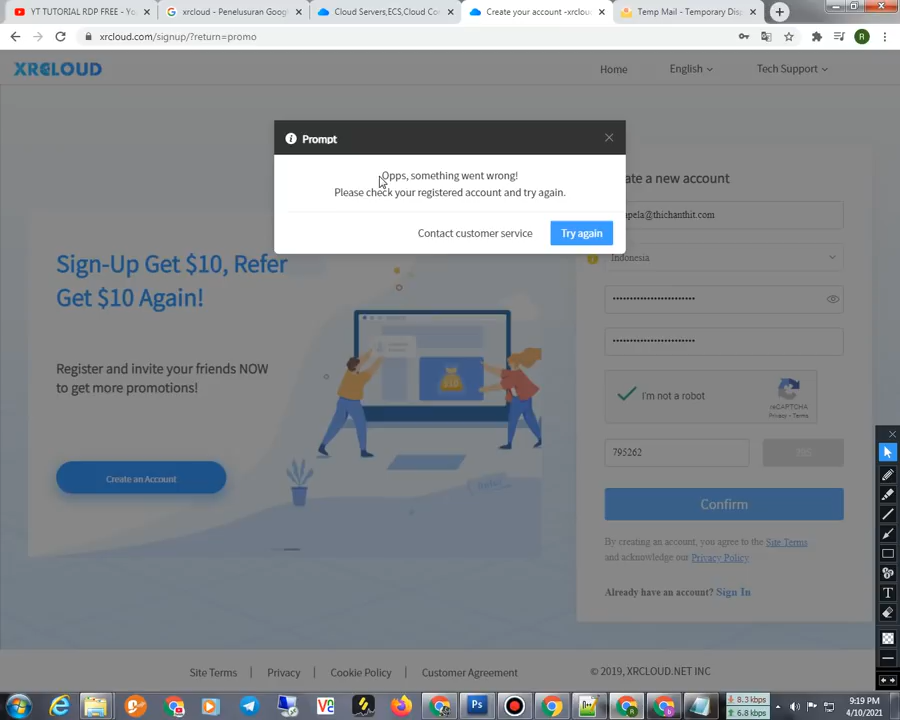 YT TUTORIAL RDP FREE - Yo
xrcloud - Penelusuran Googl
Cloud Servers,ECS,Cloud Co
Create your account -xrclou
Temp Mail - Temporary Disp
xrcloud.com/signup/?return=promo
R
XRCLOUD
Home
English
Tech Support
Prompt
Opps, something went wrong!
Please check your registered account and try again.
Contact customer service
Try again
ate a new account
pela@thichanthit.com
Indonesia
I'm not a robot
reCAPTCHA
Privacy - Terms
795262
Confirm
By creating an account, you agree to the Site Terms
and acknowledge our Privacy Policy
Already have an account? Sign In
Sign-Up Get $10, Refer
Get $10 Again!
Register and invite your friends NOW
to get more promotions!
Create an Account
Site Terms
Privacy
Cookie Policy
Customer Agreement
© 2019, XRCLOUD.NET INC
T
8.3 kbps
6.8 kbps
9:19 PM
4/10/2021